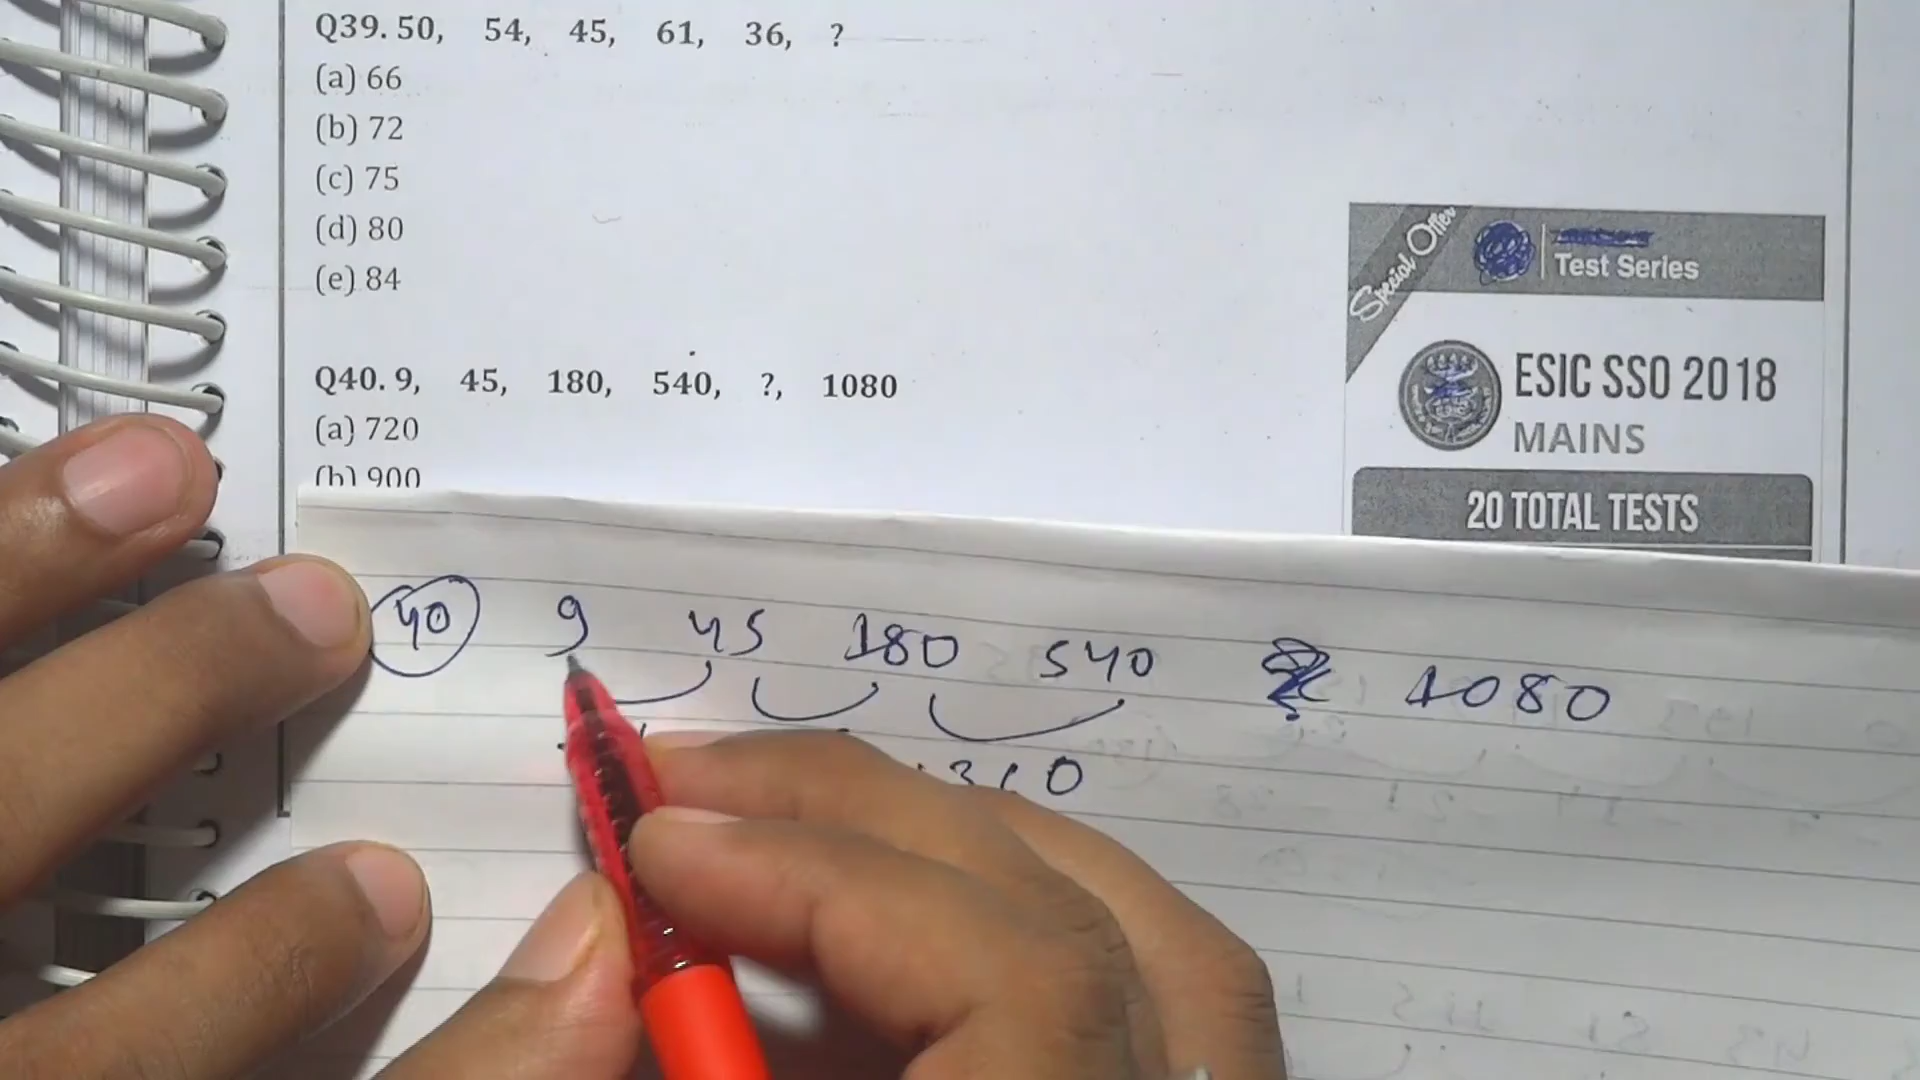 Q39. 50, 54, 45, 61, 36, ?
(a) 66
(b) 72
(c) 75
(d) 80
(e) 84
Special Offer
Test Series
ESIC SSO 2018
MAINS
20 TOTAL TESTS
Q40. 9, 45, 180, 540, ?, 1080
(a) 720
(b) 900
40 9 45 180 540 ? 1080